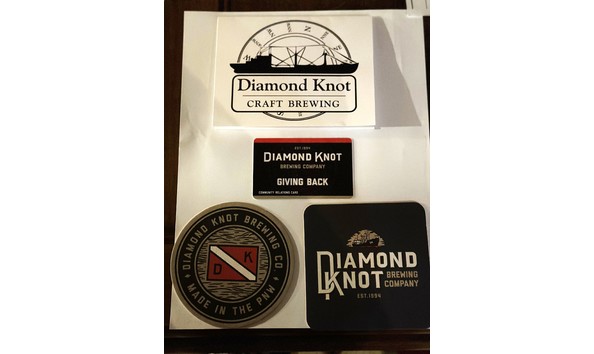 N
W
E
S
Diamond Knot
CRAFT BREWING
EST. 1994
DIAMOND KNOT
BREWING COMPANY
GIVING BACK
COMMUNITY RELATIONS CARD
DIAMOND KNOT BREWING CO.
D K
MADE IN THE PNW
DIAMOND
KNOT BREWING
COMPANY
EST. 1994